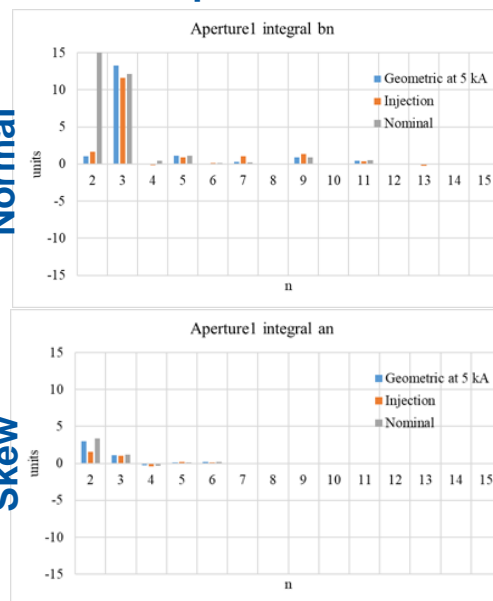 Normal
Aperture1 integral bn
15
10
5
0
-5
-10
-15
units
2 3 4 5 6 7 8 9 10 11 12 13 14 15
n
Geometric at 5 kA
Injection
Nominal
Skew
Aperture1 integral an
15
10
5
0
-5
-10
-15
units
2 3 4 5 6 7 8 9 10 11 12 13 14 15
n
Geometric at 5 kA
Injection
Nominal